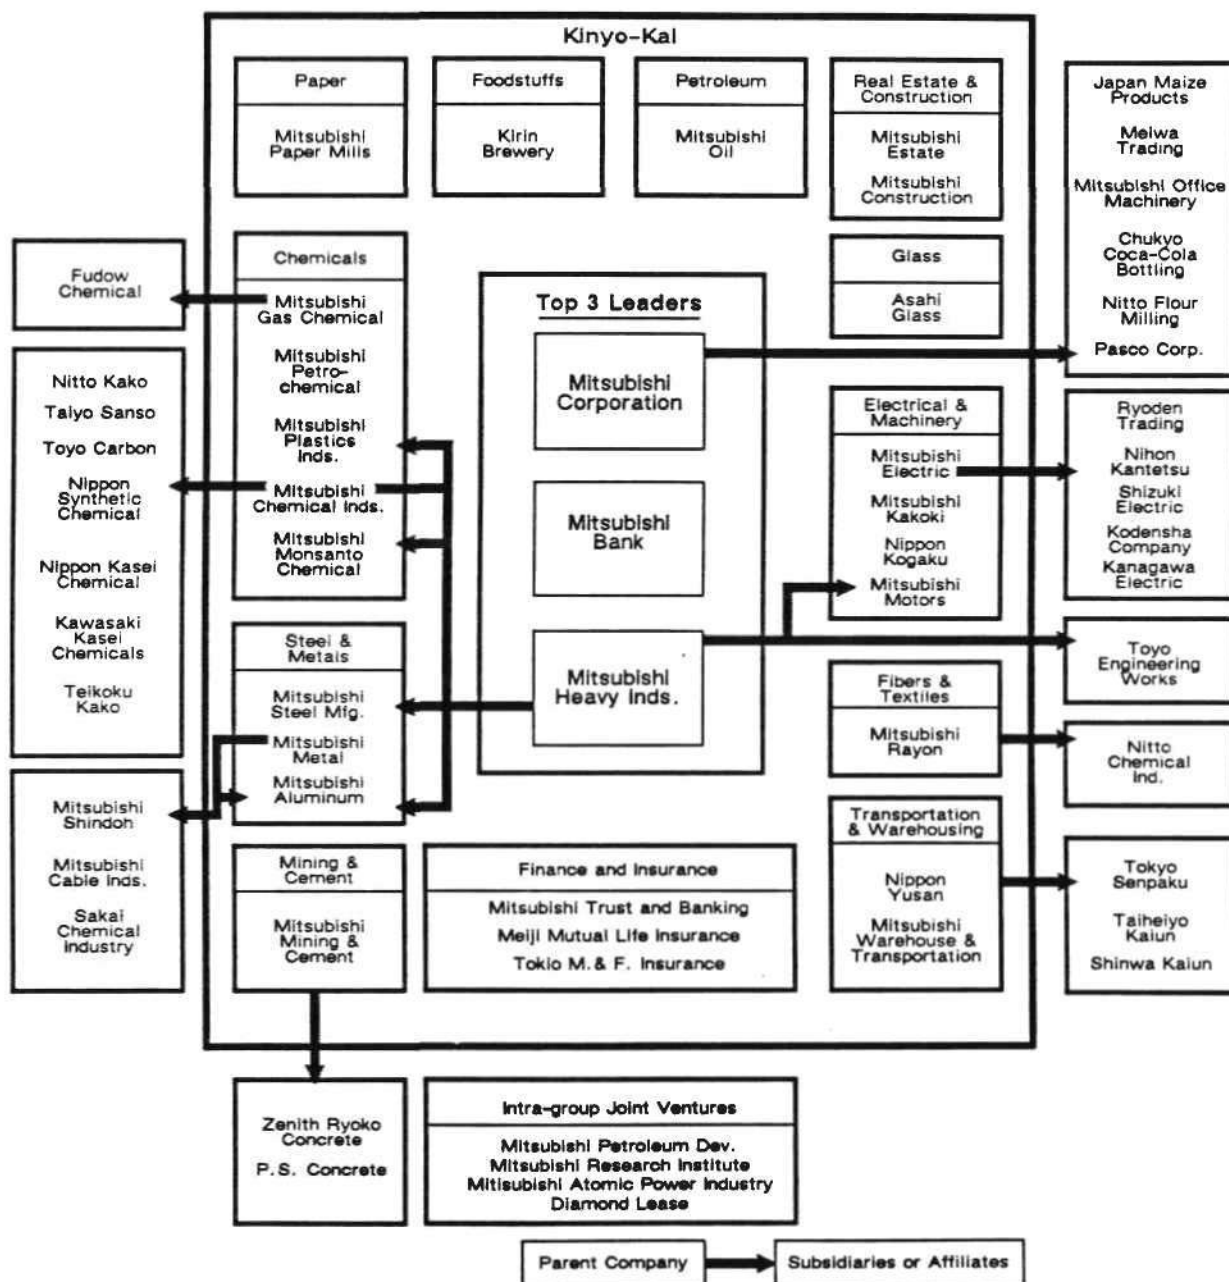 Kinyo-Kai
Paper
Mitsubishi
Paper Mills
Foodstuffs
Kirin
Brewery
Petroleum
Mitsubishi
Oil
Real Estate &
Construction
Mitsubishi
Estate
Mitsubishi
Construction
Japan Maize
Products
Meiwa
Trading
Mitsubishi Office
Machinery
Chukyo
Coca-Cola
Bottling
Nitto Flour
Milling
Pasco Corp.
Fudow
Chemical
Chemicals
Mitsubishi
Gas Chemical
Mitsubishi
Petro-
chemical
Mitsubishi
Plastics
Inds.
Mitsubishi
Chemical Inds.
Mitsubishi
Monsanto
Chemical
Top 3 Leaders
Mitsubishi
Corporation
Mitsubishi
Bank
Mitsubishi
Heavy Inds.
Glass
Asahi
Glass
Nitto Kako
Taiyo Sanso
Toyo Carbon
Nippon
Synthetic
Chemical
Nippon Kasei
Chemical
Kawasaki
Kasei
Chemicals
Teikoku
Kako
Electrical &
Machinery
Mitsubishi
Electric
Mitsubishi
Kakoki
Nippon
Kogaku
Mitsubishi
Motors
Ryoden
Trading
Nihon
Kantetsu
Shizuki
Electric
Kodensha
Company
Kanagawa
Electric
Steel &
Metals
Mitsubishi
Steel Mfg.
Mitsubishi
Metal
Mitsubishi
Aluminum
Toyo
Engineering
Works
Fibers &
Textiles
Mitsubishi
Rayon
Nitto
Chemical
Ind.
Mitsubishi
Shindoh
Mitsubishi
Cable Inds.
Sakai
Chemical
Industry
Mining &
Cement
Mitsubishi
Mining &
Cement
Finance and Insurance
Mitsubishi Trust and Banking
Meiji Mutual Life Insurance
Tokio M. & F. Insurance
Transportation
& Warehousing
Nippon
Yusan
Mitsubishi
Warehouse &
Transportation
Tokyo
Senpaku
Taiheiyo
Kaiun
Shinwa Kaiun
Zenith Ryoko
Concrete
P.S. Concrete
Intra-group Joint Ventures
Mitsubishi Petroleum Dev.
Mitsubishi Research Institute
Mitisubishi Atomic Power Industry
Diamond Lease
Parent Company
Subsidiaries or Affiliates